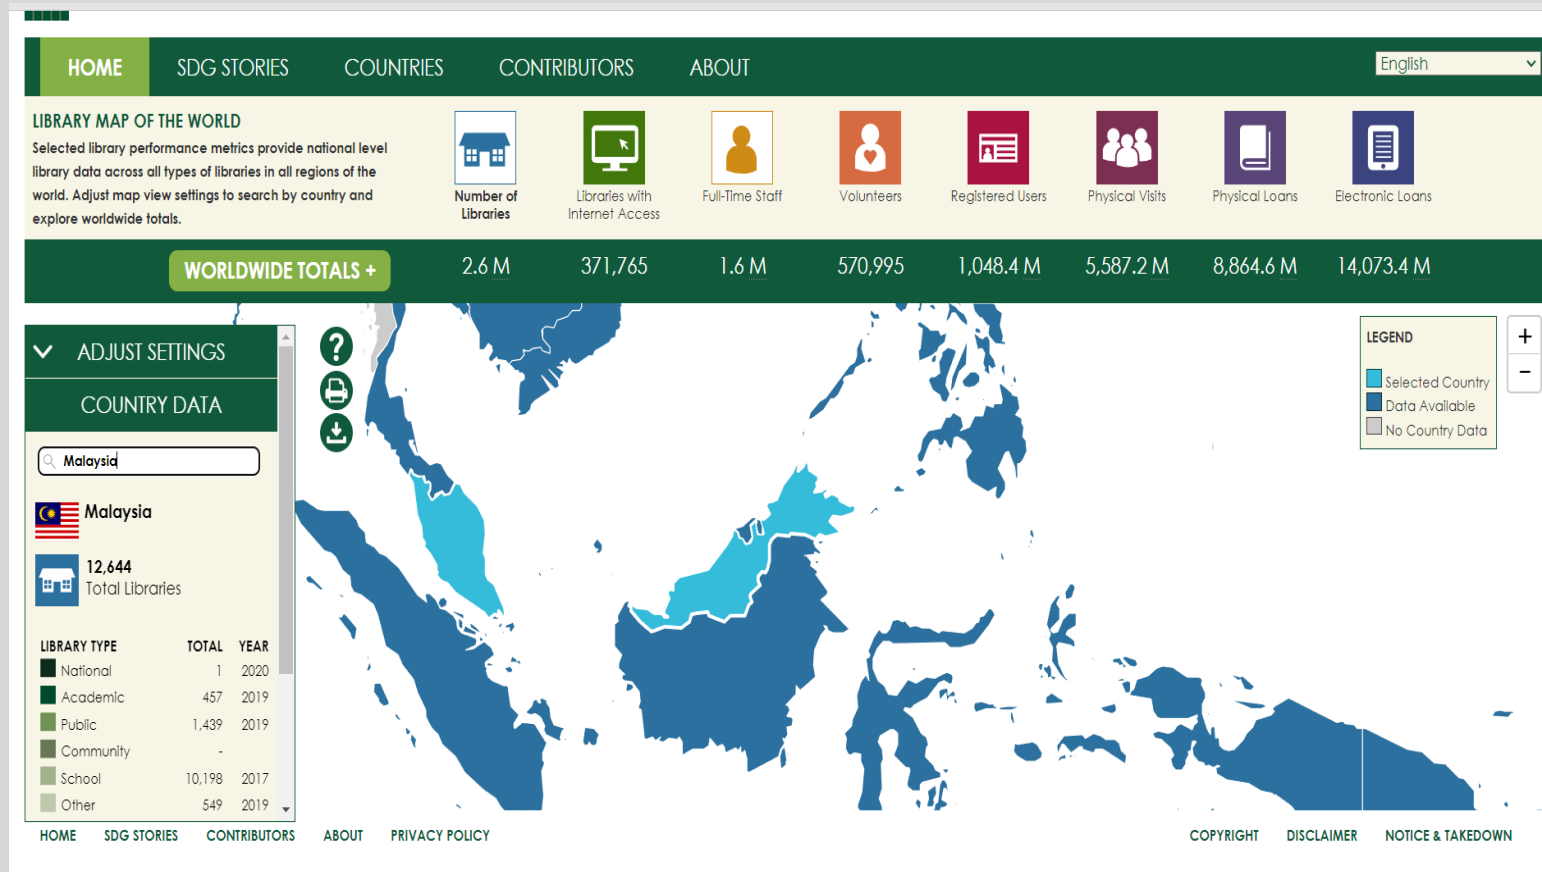 HOME SDG STORIES COUNTRIES CONTRIBUTORS ABOUT English
LIBRARY MAP OF THE WORLD
Selected library performance metrics provide national level
library data across all types of libraries in all regions of the
world. Adjust map view settings to search by country and
explore worldwide totals.
Number of
Libraries
Libraries with
Internet Access
Full-Time Staff
Volunteers
Registered Users
Physical Visits
Physical Loans
Electronic Loans
WORLDWIDE TOTALS + 2.6 M 371,765 1.6 M 570,995 1,048.4 M 5,587.2 M 8,864.6 M 14,073.4 M
ADJUST SETTINGS
COUNTRY DATA
Malaysia
Malaysia
12,644
Total Libraries
LIBRARY TYPE TOTAL YEAR
National 1 2020
Academic 457 2019
Public 1,439 2019
Community -
School 10,198 2017
Other 549 2019
?
LEGEND
Selected Country
Data Available
No Country Data
+
−
HOME SDG STORIES CONTRIBUTORS ABOUT PRIVACY POLICY COPYRIGHT DISCLAIMER NOTICE & TAKEDOWN